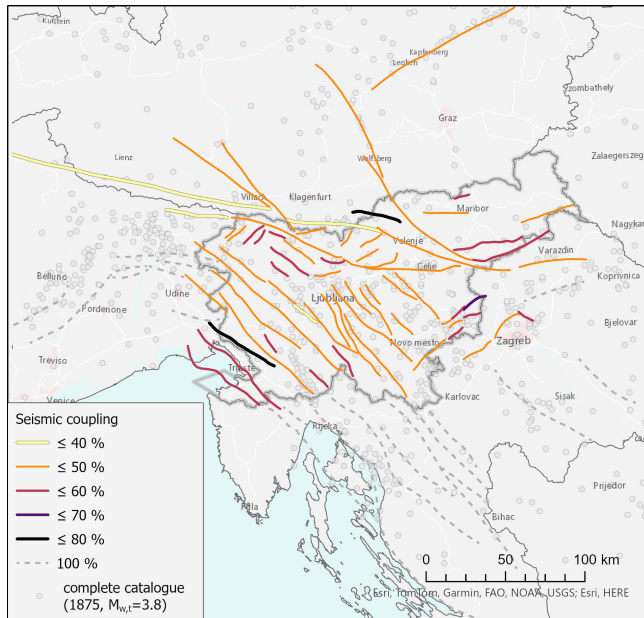 Kufstein
Kapfenberg
Leoben
Szombathely
Graz
Lienz
Wolfsberg
Zalaegerszeg
Villach
Klagenfurt
Maribor
Nagykan
Velenje
Varazdin
Celje
Belluno
Koprivnica
Udine
Ljubljana
Pordenone
Bjelovar
Novo mesto
Zagreb
Treviso
Trieste
Venice
Karlovac
Sisak
Seismic coupling
Rijeka
≤ 40 %
≤ 50 %
≤ 60 %
Prijedor
≤ 70 %
Pula
≤ 80 %
Bihac
100 %
0 50 100 km
complete catalogue
(1875, Mw,t=3.8)
Esri, TomTom, Garmin, FAO, NOAA, USGS; Esri, HERE